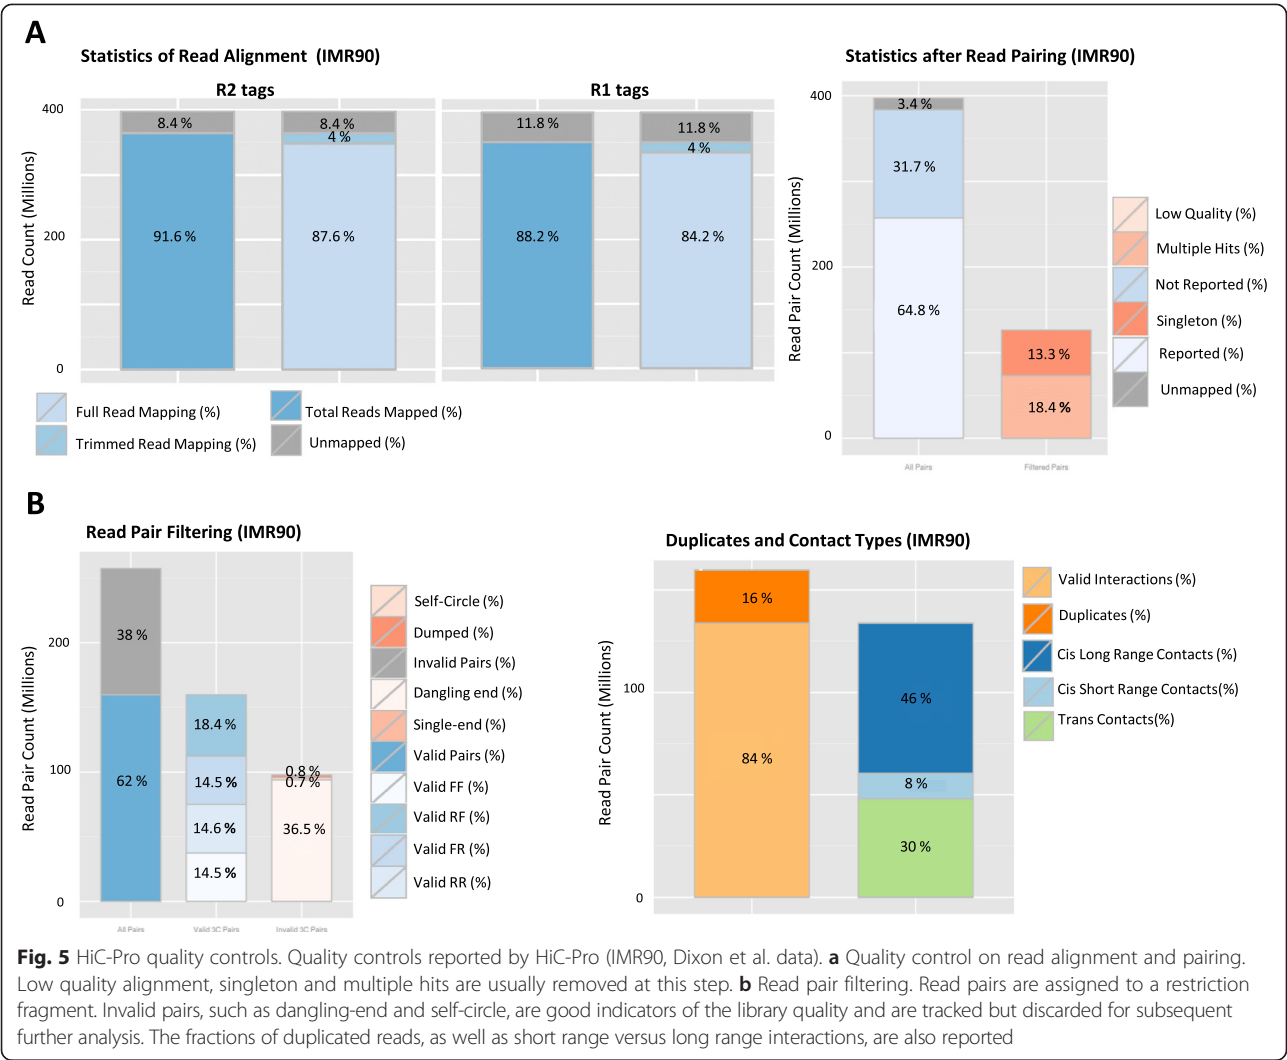 A
Statistics of Read Alignment (IMR90)
R2 tags
R1 tags
Read Count (Millions)
400
200
0
8.4 %
91.6 %
8.4 %
4 %
87.6 %
11.8 %
88.2 %
11.8 %
4 %
84.2 %
Full Read Mapping (%)
Total Reads Mapped (%)
Trimmed Read Mapping (%)
Unmapped (%)
Statistics after Read Pairing (IMR90)
Read Pair Count (Millions)
400
200
0
3.4 %
31.7 %
64.8 %
13.3 %
18.4 %
All Pairs
Filtered Pairs
Low Quality (%)
Multiple Hits (%)
Not Reported (%)
Singleton (%)
Reported (%)
Unmapped (%)
B
Read Pair Filtering (IMR90)
Read Pair Count (Millions)
200
100
0
38 %
62 %
18.4 %
14.5 %
14.6 %
14.5 %
0.8 %
0.7 %
36.5 %
All Pairs
Valid 3C Pairs
Invalid 3C Pairs
Self-Circle (%)
Dumped (%)
Invalid Pairs (%)
Dangling end (%)
Single-end (%)
Valid Pairs (%)
Valid FF (%)
Valid RF (%)
Valid FR (%)
Valid RR (%)
Duplicates and Contact Types (IMR90)
Read Pair Count (Millions)
100
0
16 %
84 %
46 %
8 %
30 %
Valid Interactions (%)
Duplicates (%)
Cis Long Range Contacts (%)
Cis Short Range Contacts(%)
Trans Contacts(%)
Fig. 5 HiC-Pro quality controls. Quality controls reported by HiC-Pro (IMR90, Dixon et al. data). a Quality control on read alignment and pairing.
Low quality alignment, singleton and multiple hits are usually removed at this step. b Read pair filtering. Read pairs are assigned to a restriction
fragment. Invalid pairs, such as dangling-end and self-circle, are good indicators of the library quality and are tracked but discarded for subsequent
further analysis. The fractions of duplicated reads, as well as short range versus long range interactions, are also reported